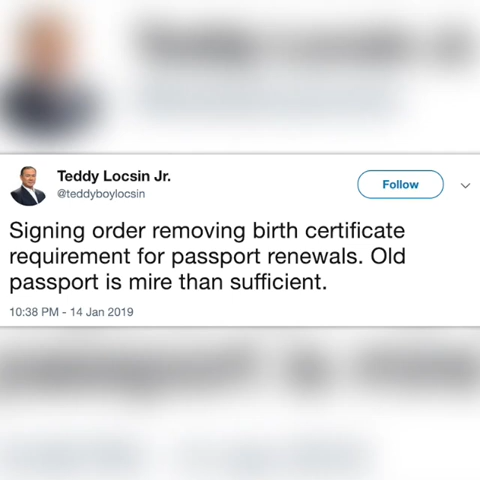 Teddy Locsin Jr.
@teddyboylocsin
Follow
Signing order removing birth certificate
requirement for passport renewals. Old
passport is mire than sufficient.
10:38 PM - 14 Jan 2019